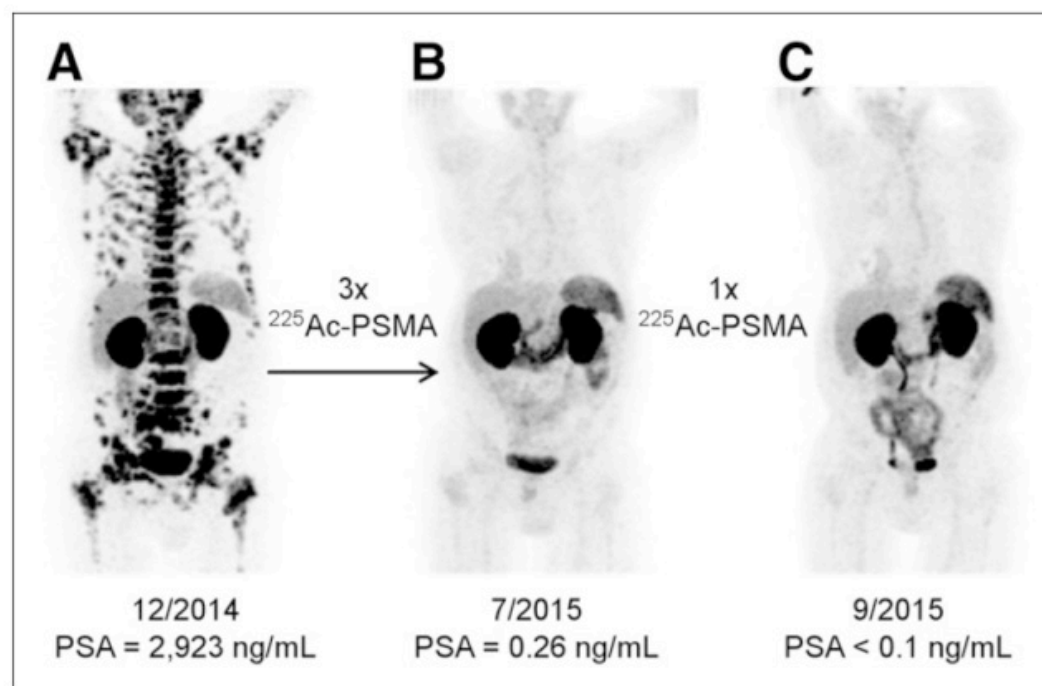 A
B
C
3x
²²⁵Ac-PSMA
1x
²²⁵Ac-PSMA
12/2014
PSA = 2,923 ng/mL
7/2015
PSA = 0.26 ng/mL
9/2015
PSA < 0.1 ng/mL